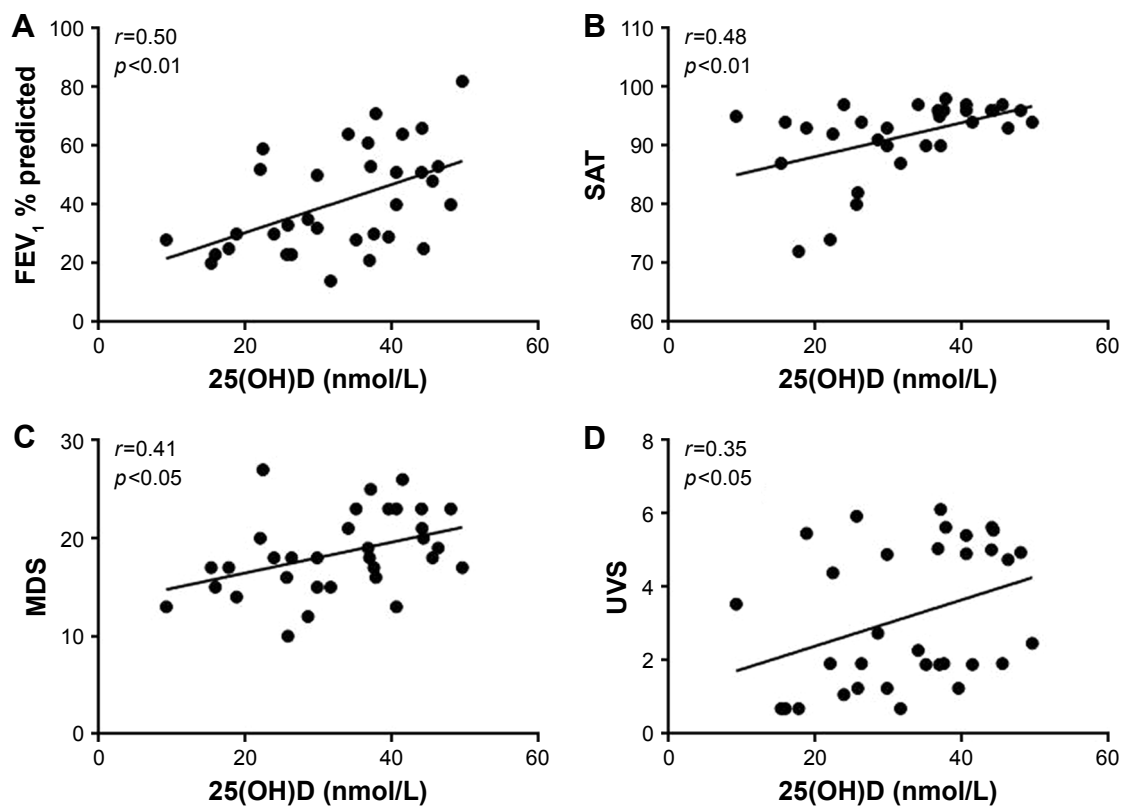 A
r=0.50
p<0.01
FEV₁ % predicted
100
80
60
40
20
0
0 20 40 60
25(OH)D (nmol/L)
B
r=0.48
p<0.01
SAT
110
100
90
80
70
60
0 20 40 60
25(OH)D (nmol/L)
C
r=0.41
p<0.05
MDS
30
20
10
0
0 20 40 60
25(OH)D (nmol/L)
D
r=0.35
p<0.05
UVS
8
6
4
2
0
0 20 40 60
25(OH)D (nmol/L)